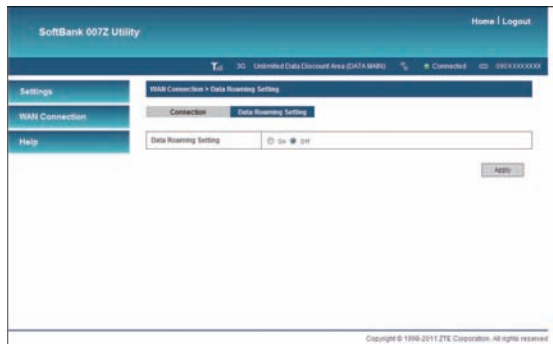 Home | Logout
SoftBank 007Z Utility
3G Unlimited Data Discount Area (DATA MAIN) Connected 090XXXXXXXX
Settings
WAN Connection
Help
WAN Connection > Data Roaming Setting
Connection Data Roaming Setting
Data Roaming Setting On Off
Apply
Copyright © 1998-2011 ZTE Corporation. All rights reserved